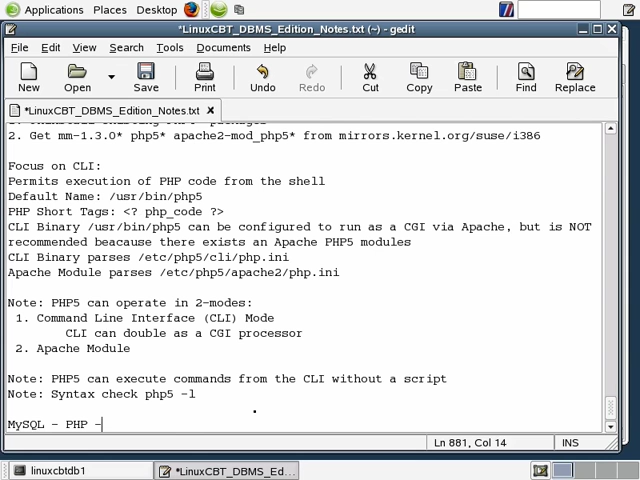 Applications Places Desktop
*LinuxCBT_DBMS_Edition_Notes.txt (~) - gedit
File Edit View Search Tools Documents Help
New Open Save Print Undo Redo Cut Copy Paste Find Replace
*LinuxCBT_DBMS_Edition_Notes.txt x
2. Get mm-1.3.0* php5* apache2-mod_php5* from mirrors.kernel.org/suse/i386
Focus on CLI:
Permits execution of PHP code from the shell
Default Name: /usr/bin/php5
PHP Short Tags: <? php_code ?>
CLI Binary /usr/bin/php5 can be configured to run as a CGI via Apache, but is NOT
recommended beacause there exists an Apache PHP5 modules
CLI Binary parses /etc/php5/cli/php.ini
Apache Module parses /etc/php5/apache2/php.ini
Note: PHP5 can operate in 2-modes:
1. Command Line Interface (CLI) Mode
CLI can double as a CGI processor
2. Apache Module
Note: PHP5 can execute commands from the CLI without a script
Note: Syntax check php5 -l
MySQL - PHP -
Ln 881, Col 14 INS
linuxcbtdb1 *LinuxCBT_DBMS_Ed...